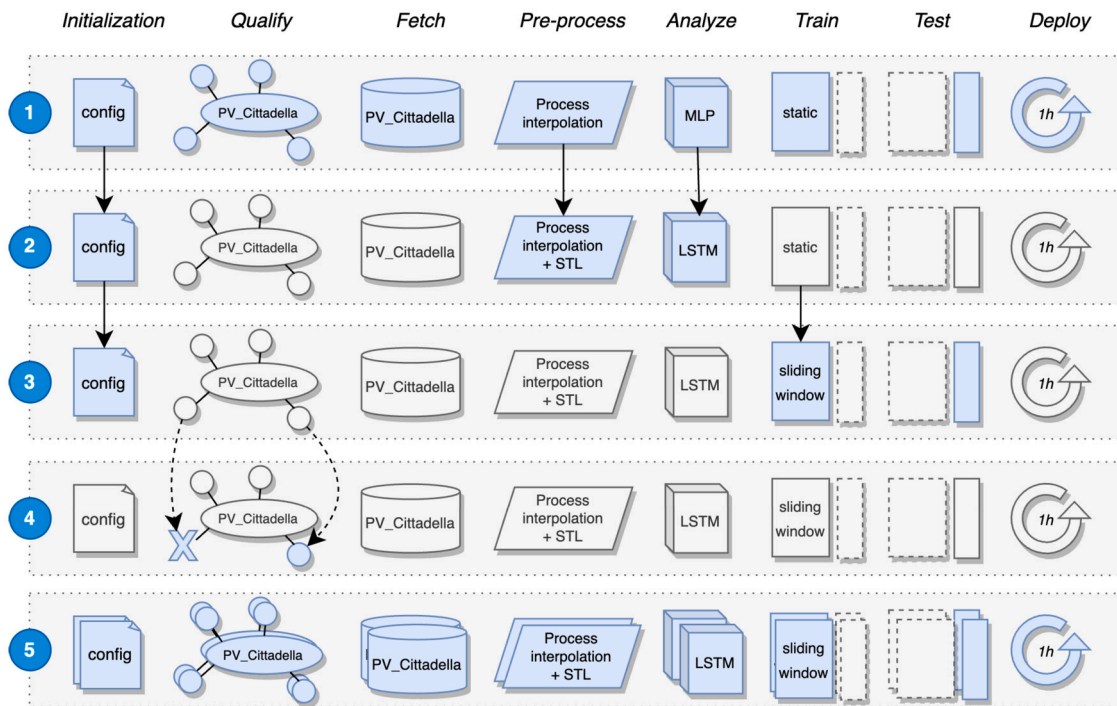 Initialization Qualify Fetch Pre-process Analyze Train Test Deploy
1
config
PV_Cittadella
PV_Cittadella
Process
interpolation
MLP
static
1h
2
config
PV_Cittadella
PV_Cittadella
Process
interpolation
+ STL
LSTM
static
1h
3
config
PV_Cittadella
PV_Cittadella
Process
interpolation
+ STL
LSTM
sliding
window
1h
4
config
X
PV_Cittadella
PV_Cittadella
Process
interpolation
+ STL
LSTM
sliding
window
1h
5
config
PV_Cittadella
PV_Cittadella
Process
interpolation
+ STL
LSTM
sliding
window
1h